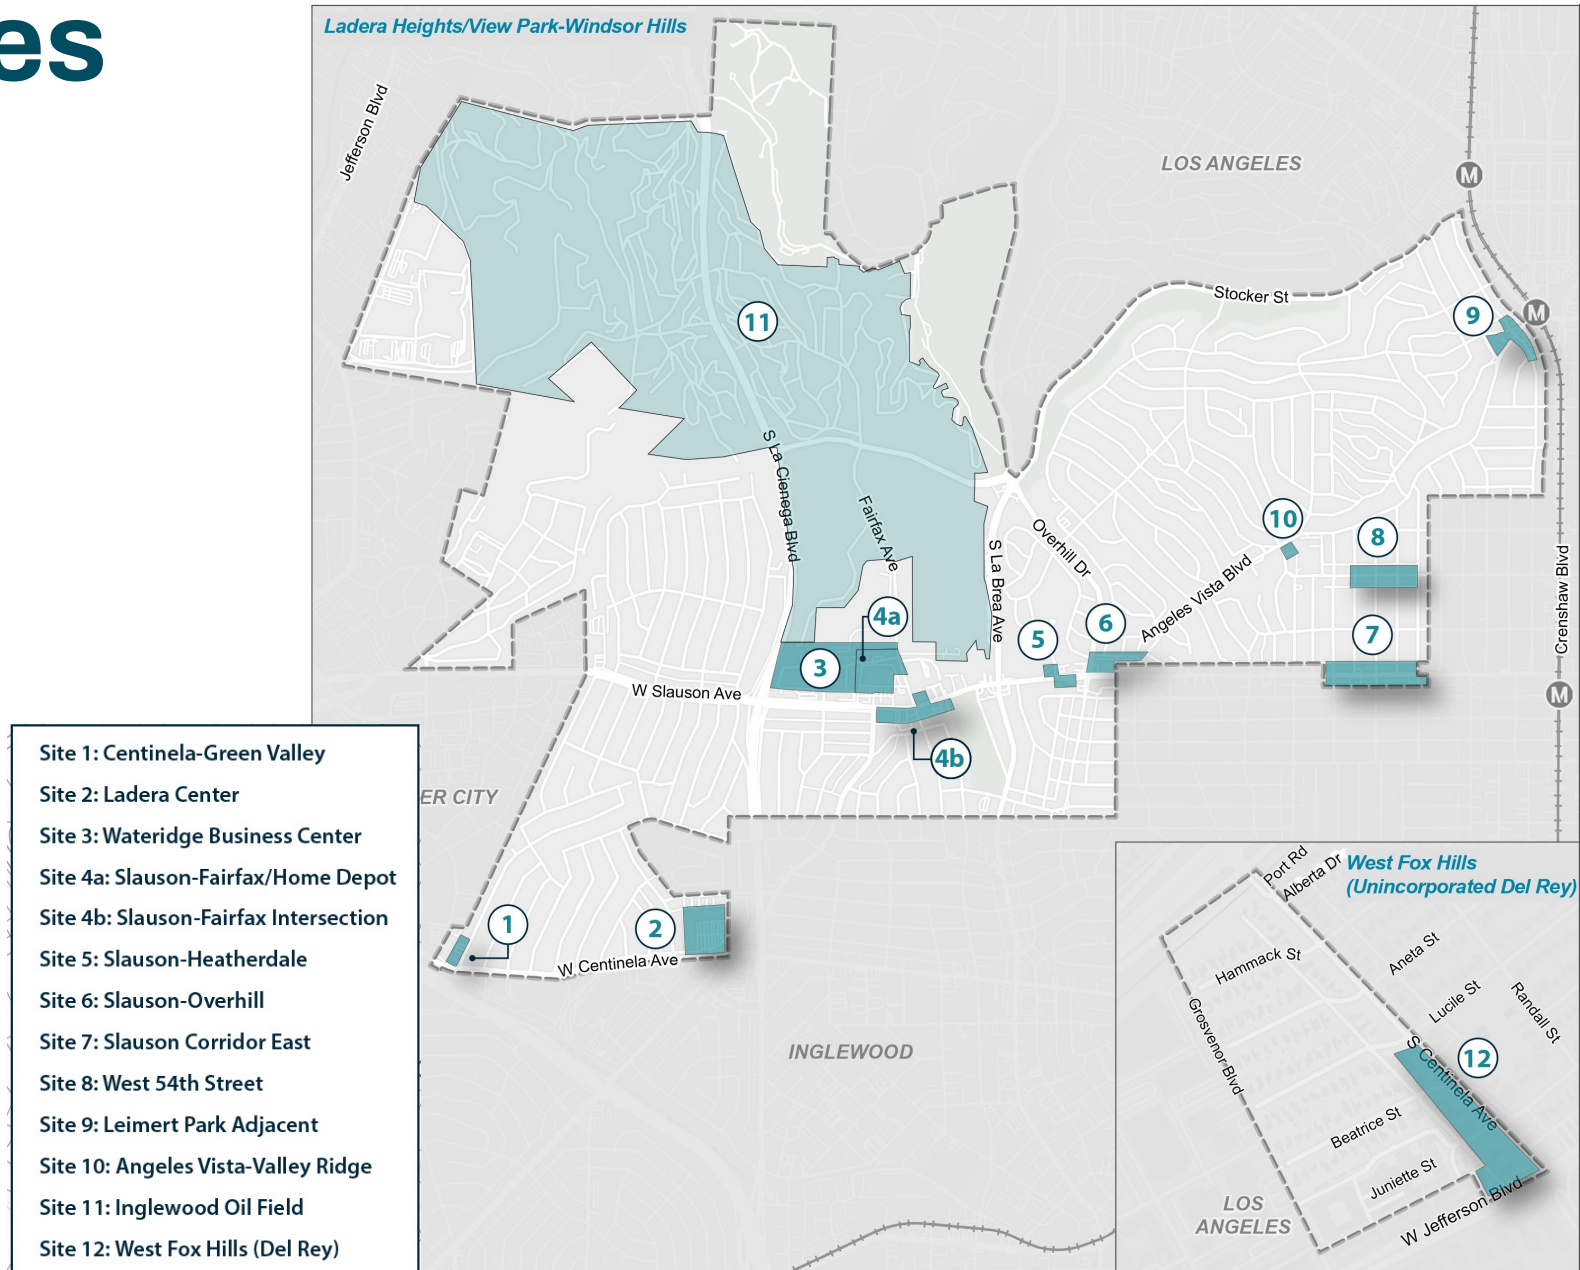 es
Ladera Heights/View Park-Windsor Hills
Jefferson Blvd
LOS ANGELES
M
Stocker St
M
9
11
S La Cienega Blvd
Fairfax Ave
Overhill Dr
S La Brea Ave
10
8
Angeles Vista Blvd
Crenshaw Blvd
4a
5
6
7
3
W Slauson Ave
M
4b
Site 1: Centinela-Green Valley
Site 2: Ladera Center
Site 3: Wateridge Business Center
Site 4a: Slauson-Fairfax/Home Depot
Site 4b: Slauson-Fairfax Intersection
Site 5: Slauson-Heatherdale
Site 6: Slauson-Overhill
Site 7: Slauson Corridor East
Site 8: West 54th Street
Site 9: Leimert Park Adjacent
Site 10: Angeles Vista-Valley Ridge
Site 11: Inglewood Oil Field
Site 12: West Fox Hills (Del Rey)
ER CITY
1
2
W Centinela Ave
INGLEWOOD
West Fox Hills
(Unincorporated Del Rey)
Port Rd
Alberta Dr
Hammack St
Aneta St
Lucile St
Randall St
Grosvenor Blvd
S Centinela Ave
12
Beatrice St
Juniette St
LOS
ANGELES
W Jefferson Blvd